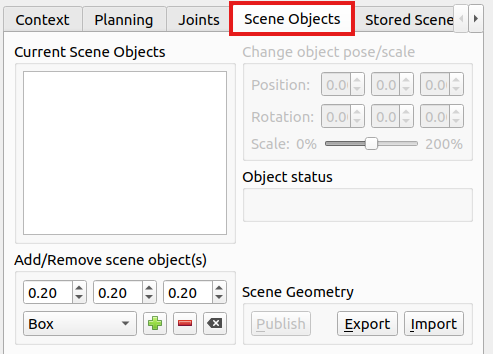 Context Planning Joints Scene Objects Stored Scene
Current Scene Objects
Change object pose/scale
Position: 0.0 0.0 0.0
Rotation: 0.0 0.0 0.0
Scale: 0% 200%
Object status
Add/Remove scene object(s)
0.20 0.20 0.20
Box
Scene Geometry
Publish Export Import